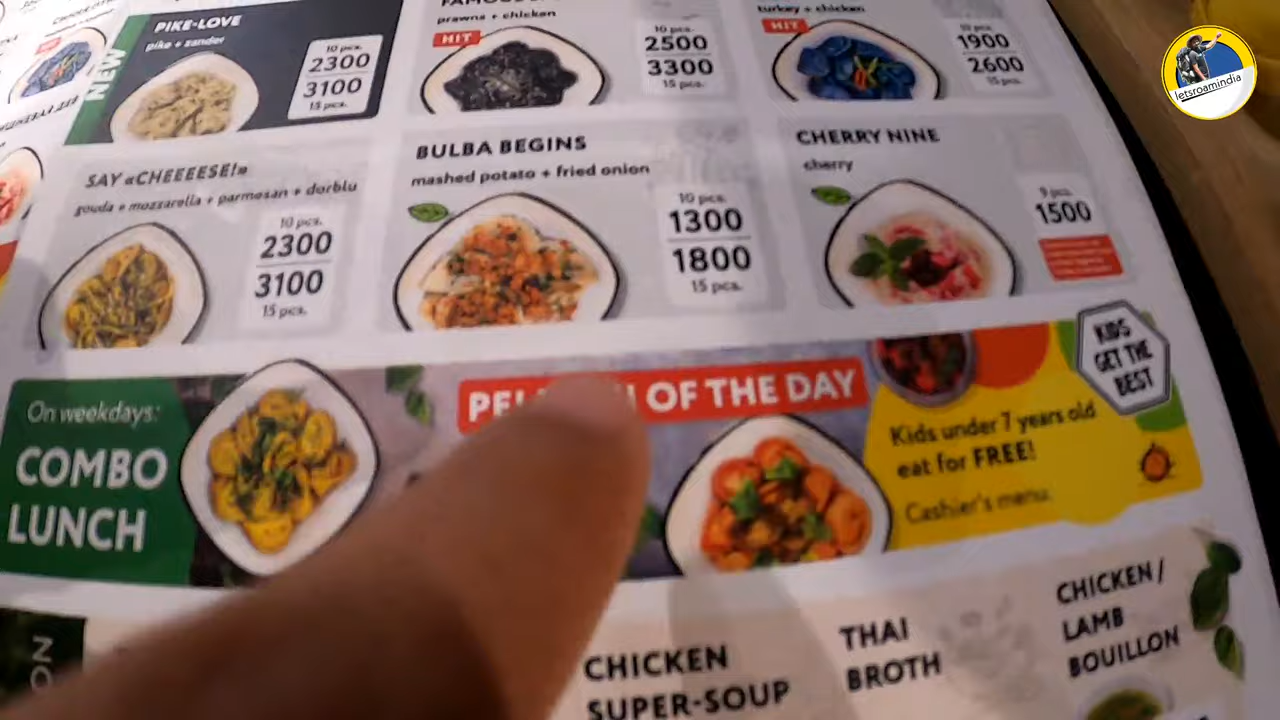 NEW
PIKE-LOVE
pike + zander
10 pcs.
2300
3100
15 pcs.
prawns + chicken
HIT
10 pcs.
2500
3300
15 pcs.
turkey + chicken
HIT
10 pcs.
1900
2600
15 pcs.
SAY «CHEEEESE!»
gouda + mozzarella + parmesan + dorblu
10 pcs.
2300
3100
15 pcs.
BULBA BEGINS
mashed potato + fried onion
10 pcs.
1300
1800
15 pcs.
CHERRY NINE
cherry
9 pcs.
1500
On weekdays:
COMBO
LUNCH
OF THE DAY
KIDS
GET THE
BEST
Kids under 7 years old
eat for FREE!
Cashier's menu.
CHICKEN
SUPER-SOUP
THAI
BROTH
CHICKEN/
LAMB
BOUILLON
letsroamindia